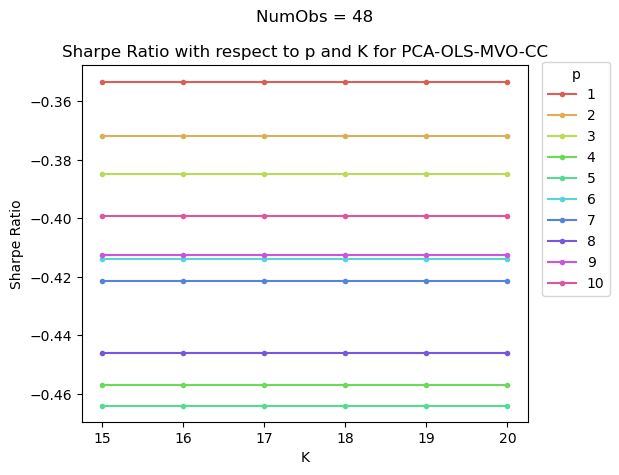 NumObs = 48
Sharpe Ratio with respect to p and K for PCA-OLS-MVO-CC
p
1
2
3
4
5
6
7
8
9
10
Sharpe Ratio
−0.36
−0.38
−0.40
−0.42
−0.44
−0.46
15 16 17 18 19 20
K